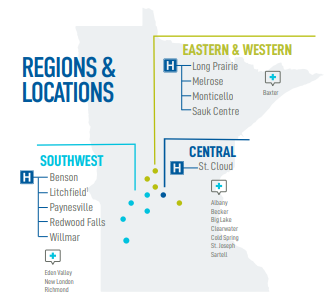 REGIONS &
LOCATIONS
EASTERN & WESTERN
H
Long Prairie
Melrose
Monticello
Sauk Centre
Baxter
CENTRAL
H
St. Cloud
Albany
Becker
Big Lake
Clearwater
Cold Spring
St. Joseph
Sartell
SOUTHWEST
H
Benson
Litchfield¹
Paynesville
Redwood Falls
Willmar
Eden Valley
New London
Richmond